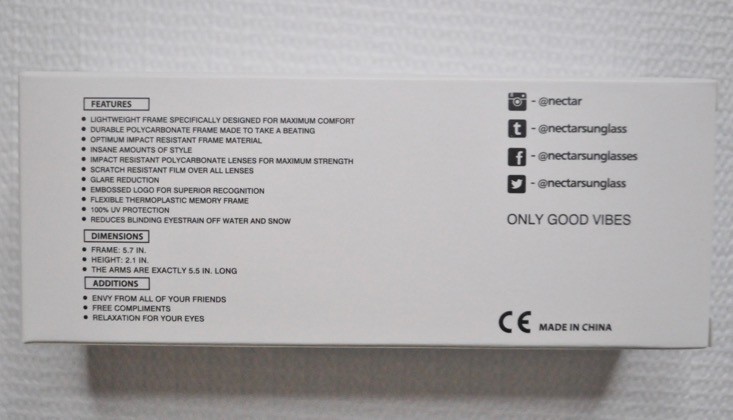 FEATURES
• LIGHTWEIGHT FRAME SPECIFICALLY DESIGNED FOR MAXIMUM COMFORT
• DURABLE POLYCARBONATE FRAME MADE TO TAKE A BEATING
• OPTIMUM IMPACT RESISTANT FRAME MATERIAL
• INSANE AMOUNTS OF STYLE
• IMPACT RESISTANT POLYCARBONATE LENSES FOR MAXIMUM STRENGTH
• SCRATCH RESISTANT FILM OVER ALL LENSES
• GLARE REDUCTION
• EMBOSSED LOGO FOR SUPERIOR RECOGNITION
• FLEXIBLE THERMOPLASTIC MEMORY FRAME
• 100% UV PROTECTION
• REDUCES BLINDING EYESTRAIN OFF WATER AND SNOW
DIMENSIONS
• FRAME: 5.7 IN.
• HEIGHT: 2.1 IN.
• THE ARMS ARE EXACTLY 5.5 IN. LONG
ADDITIONS
• ENVY FROM ALL OF YOUR FRIENDS
• FREE COMPLIMENTS
• RELAXATION FOR YOUR EYES
- @nectar
t - @nectarsunglass
f - @nectarsunglasses
- @nectarsunglass
ONLY GOOD VIBES
CE MADE IN CHINA